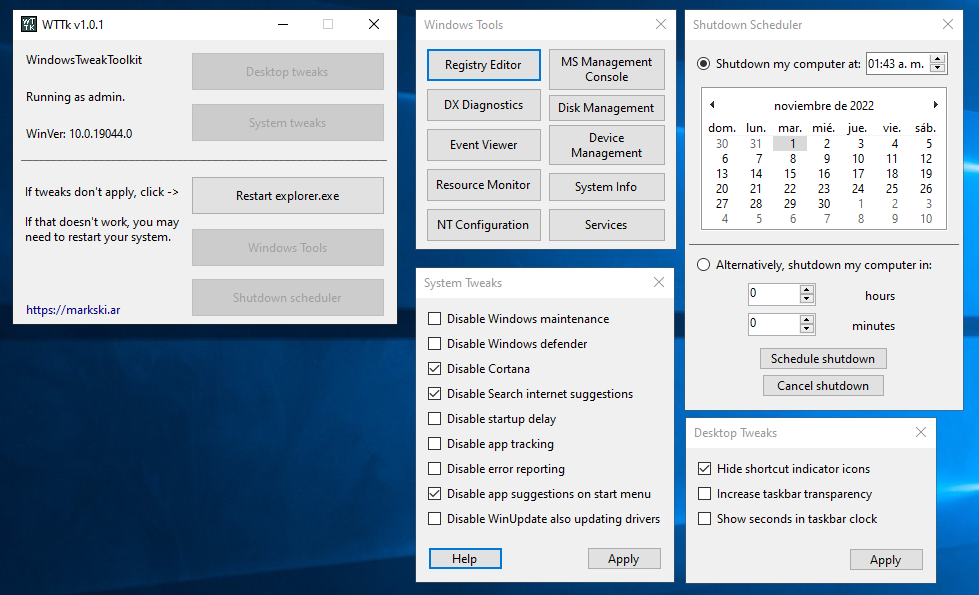 WT
TK
WTTk v1.0.1
WindowsTweakToolkit
Desktop tweaks
Running as admin.
System tweaks
WinVer: 10.0.19044.0
If tweaks don't apply, click ->
Restart explorer.exe
If that doesn't work, you may
need to restart your system.
Windows Tools
Shutdown scheduler
https://markski.ar
Windows Tools
Registry Editor
MS Management
Console
DX Diagnostics
Disk Management
Event Viewer
Device
Management
Resource Monitor
System Info
NT Configuration
Services
System Tweaks
Disable Windows maintenance
Disable Windows defender
Disable Cortana
Disable Search internet suggestions
Disable startup delay
Disable app tracking
Disable error reporting
Disable app suggestions on start menu
Disable WinUpdate also updating drivers
Help
Apply
Shutdown Scheduler
Shutdown my computer at: 01:43 a. m.
noviembre de 2022
dom. lun. mar. mié. jue. vie. sáb.
30 31 1 2 3 4 5
6 7 8 9 10 11 12
13 14 15 16 17 18 19
20 21 22 23 24 25 26
27 28 29 30 1 2 3
4 5 6 7 8 9 10
Alternatively, shutdown my computer in:
0 hours
0 minutes
Schedule shutdown
Cancel shutdown
Desktop Tweaks
Hide shortcut indicator icons
Increase taskbar transparency
Show seconds in taskbar clock
Apply